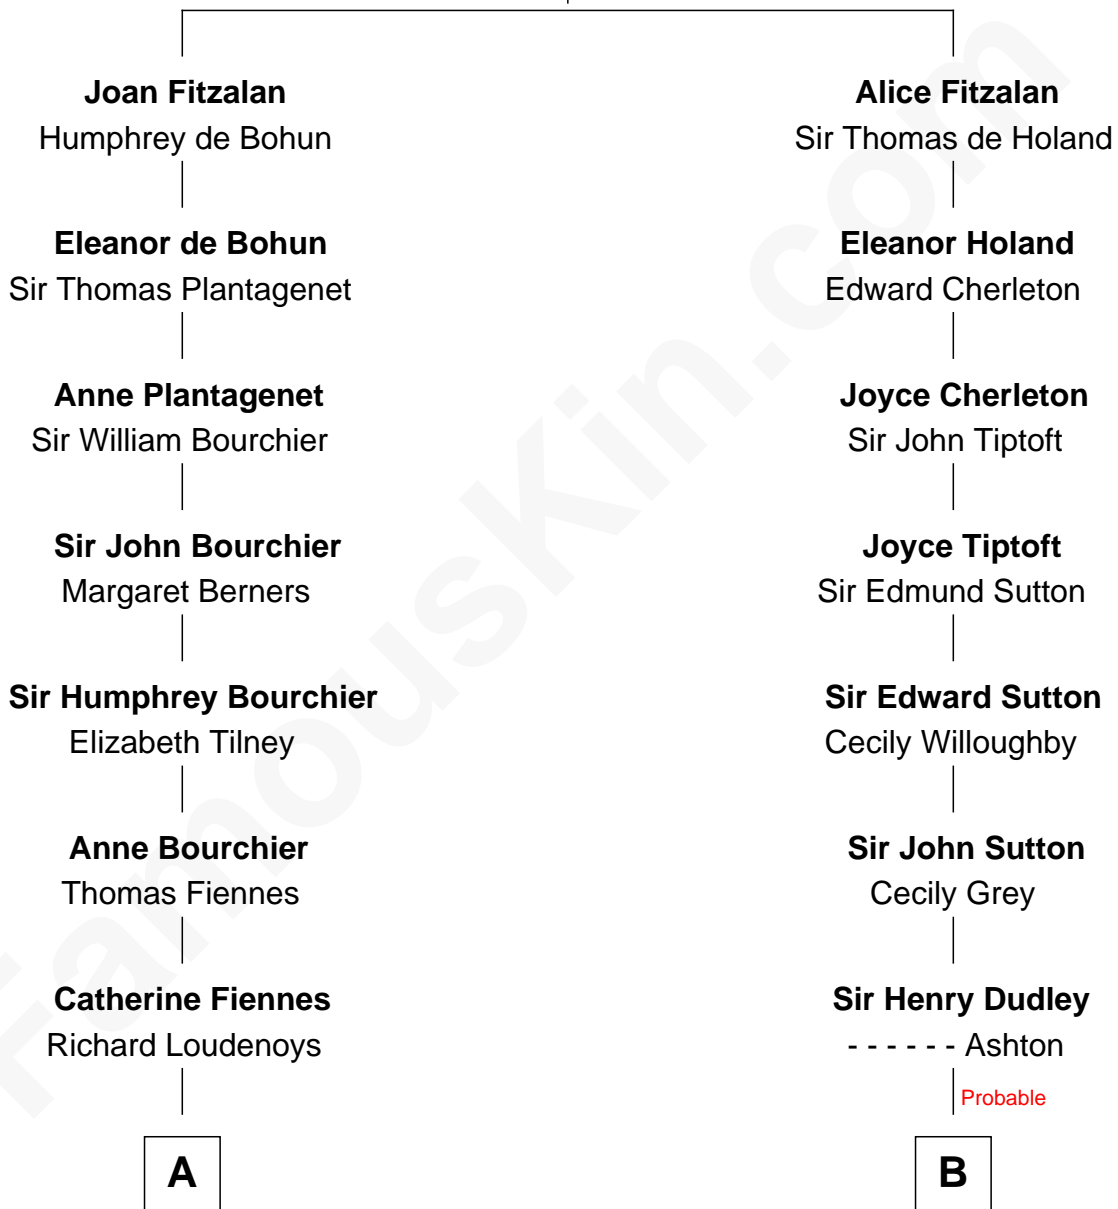 Joan Fitzalan
Humphrey de Bohun
Eleanor de Bohun
Sir Thomas Plantagenet
Anne Plantagenet
Sir William Bourchier
Sir John Bourchier
Margaret Berners
Sir Humphrey Bourchier
Elizabeth Tilney
Anne Bourchier
Thomas Fiennes
Catherine Fiennes
Richard Loudenoys
A
Alice Fitzalan
Sir Thomas de Holand
Eleanor Holand
Edward Cherleton
Joyce Cherleton
Sir John Tiptoft
Joyce Tiptoft
Sir Edmund Sutton
Sir Edward Sutton
Cecily Willoughby
Sir John Sutton
Cecily Grey
Sir Henry Dudley
- - - - - - Ashton
Probable
B
FamousKin.com